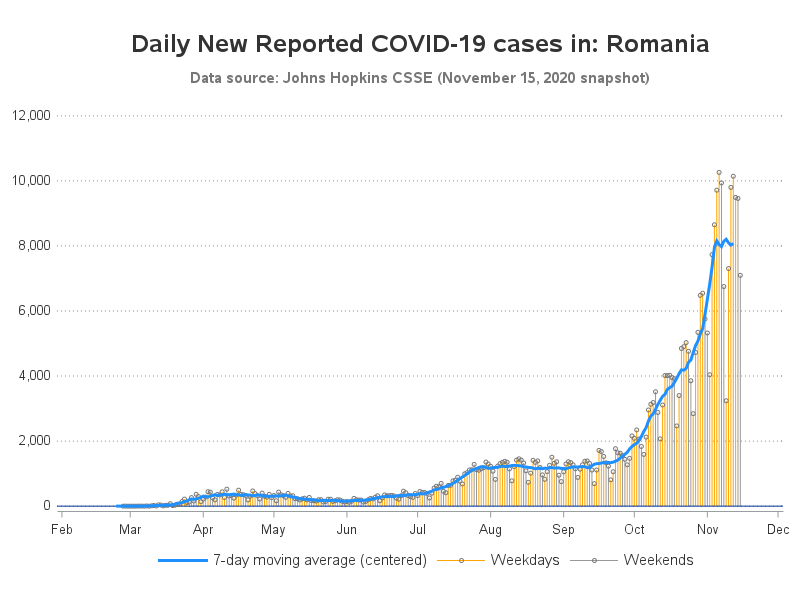 Daily New Reported COVID-19 cases in: Romania
Data source: Johns Hopkins CSSE (November 15, 2020 snapshot)
12,000
10,000
8,000
6,000
4,000
2,000
0
Feb Mar Apr May Jun Jul Aug Sep Oct Nov Dec
7-day moving average (centered) Weekdays Weekends